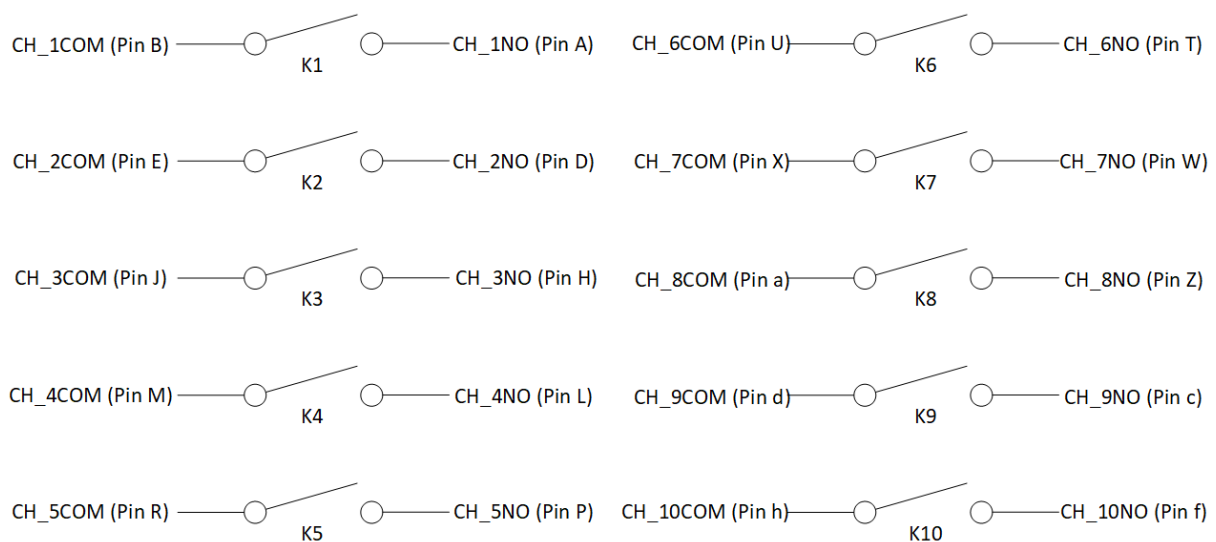 CH_1COM (Pin B) K1 CH_1NO (Pin A)
CH_2COM (Pin E) K2 CH_2NO (Pin D)
CH_3COM (Pin J) K3 CH_3NO (Pin H)
CH_4COM (Pin M) K4 CH_4NO (Pin L)
CH_5COM (Pin R) K5 CH_5NO (Pin P)
CH_6COM (Pin U) K6 CH_6NO (Pin T)
CH_7COM (Pin X) K7 CH_7NO (Pin W)
CH_8COM (Pin a) K8 CH_8NO (Pin Z)
CH_9COM (Pin d) K9 CH_9NO (Pin c)
CH_10COM (Pin h) K10 CH_10NO (Pin f)